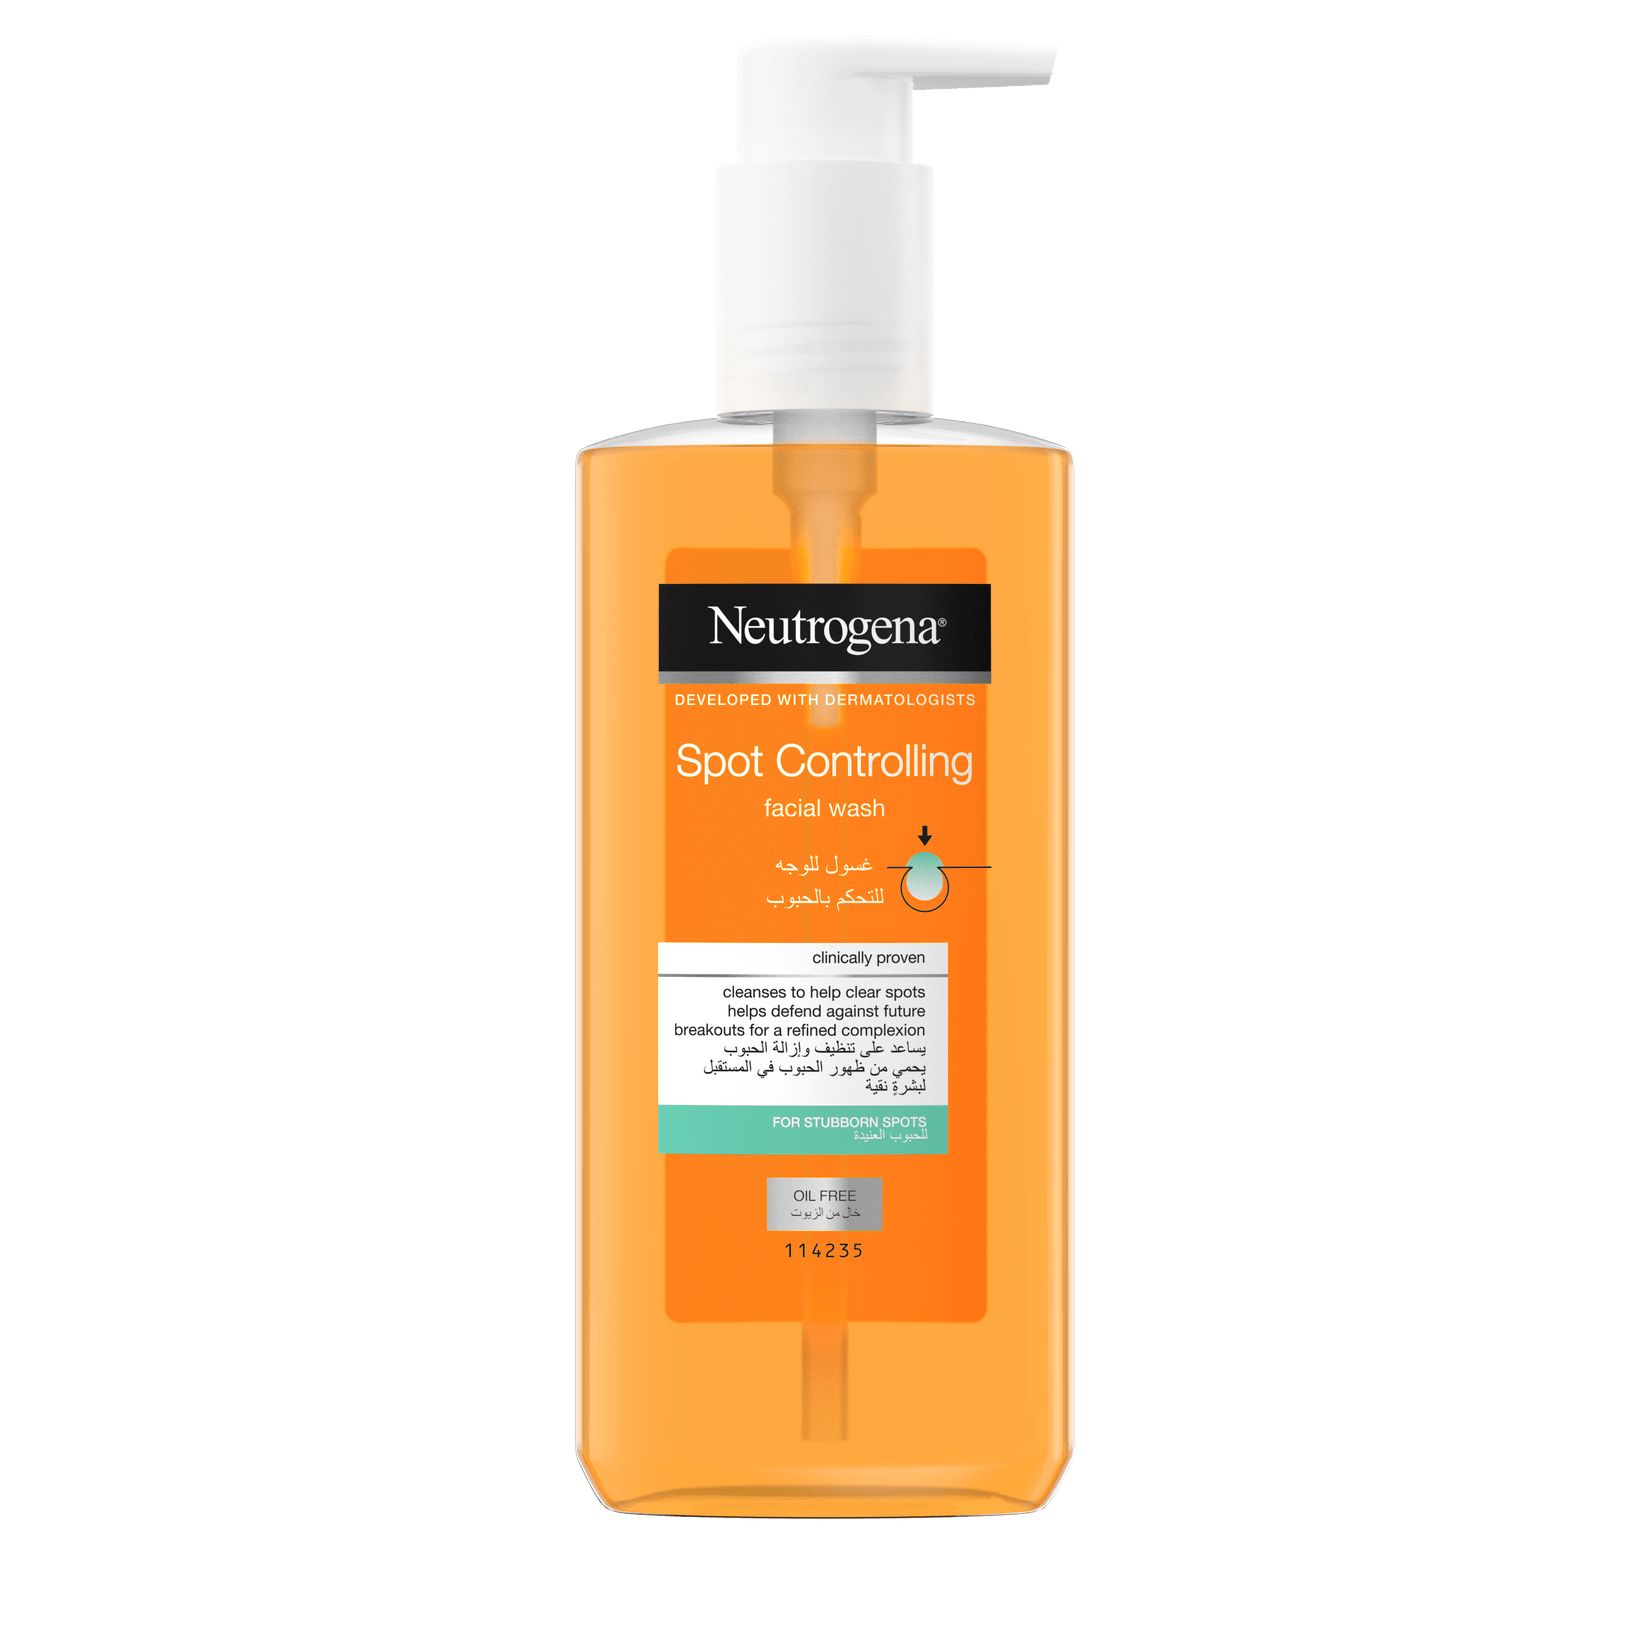 Neutrogena®
DEVELOPED WITH DERMATOLOGISTS
Spot Controlling
facial wash
غسول للوجه
للتحكم بالحبوب
clinically proven
cleanses to help clear spots
helps defend against future
breakouts for a refined complexion
يساعد على تنظيف وإزالة الحبوب
يحمي من ظهور الحبوب في المستقبل
لبشرةٍ نقية
FOR STUBBORN SPOTS
للحبوب العنيدة
OIL FREE
خال من الزيوت
114235